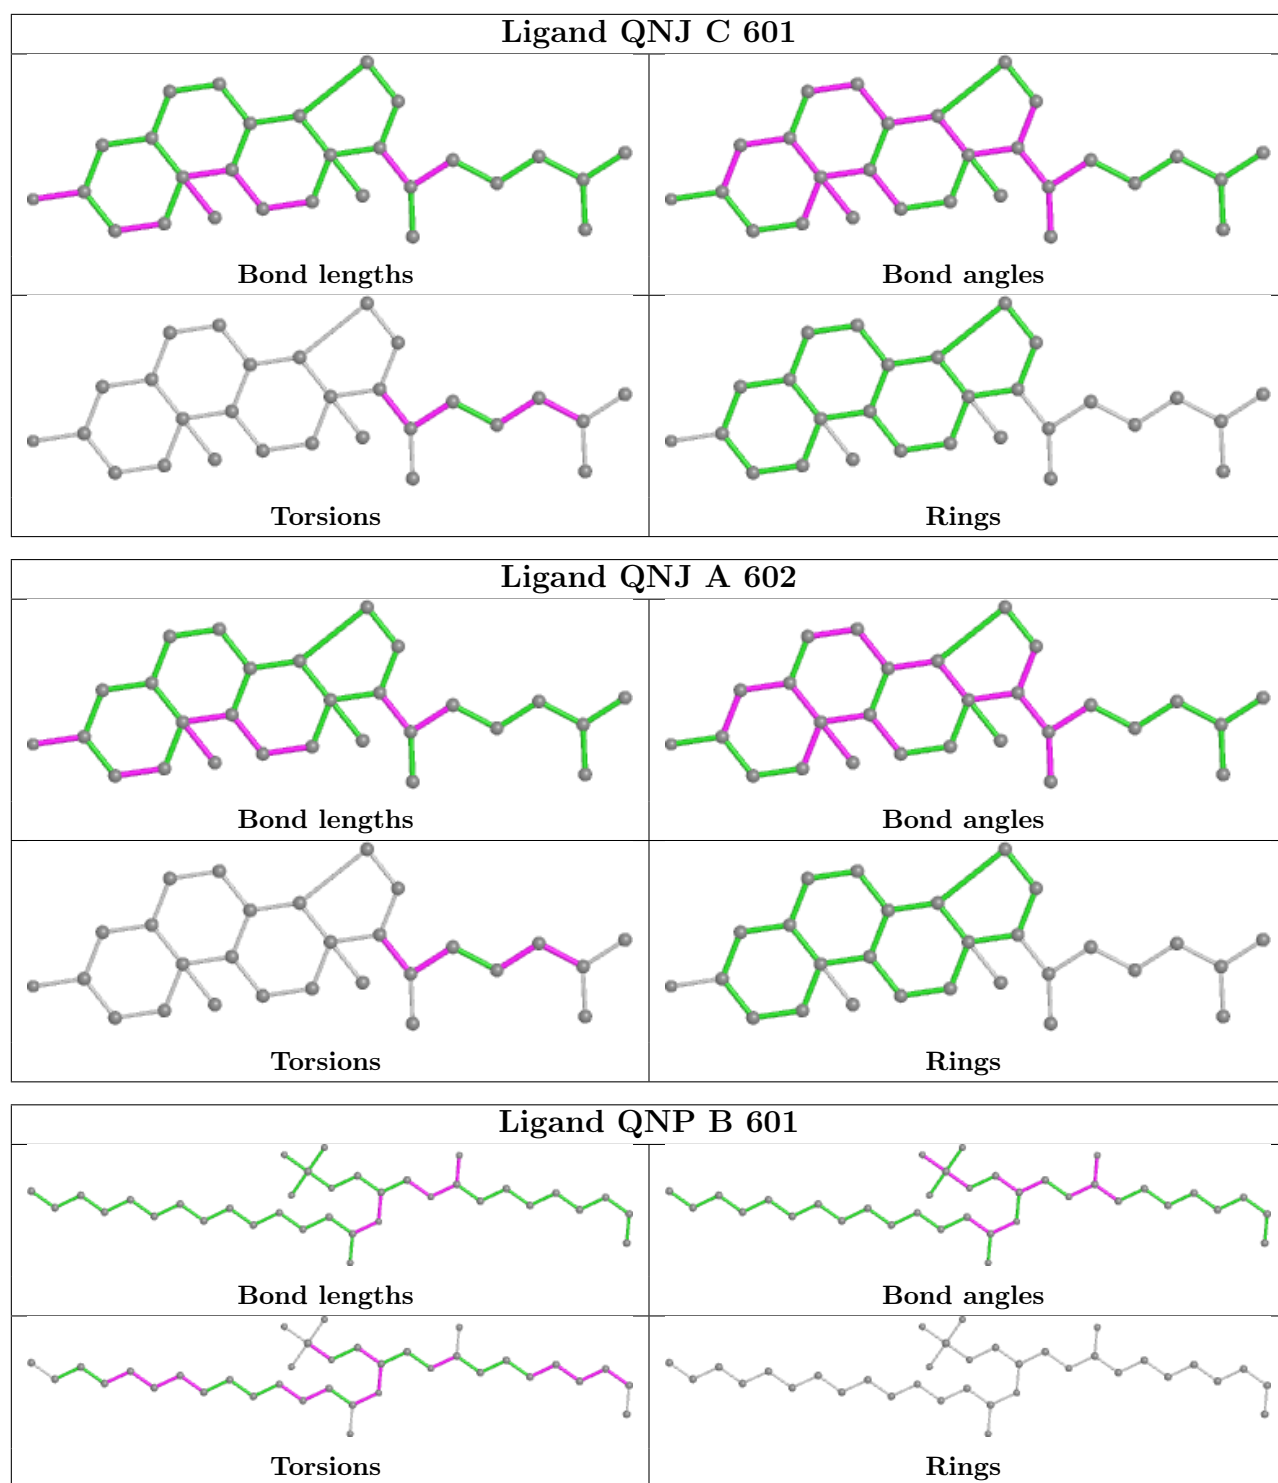 Ligand QNJ C 601
Bond lengths
Bond angles
Torsions
Rings
Ligand QNJ A 602
Bond lengths
Bond angles
Torsions
Rings
Ligand QNP B 601
Bond lengths
Bond angles
Torsions
Rings